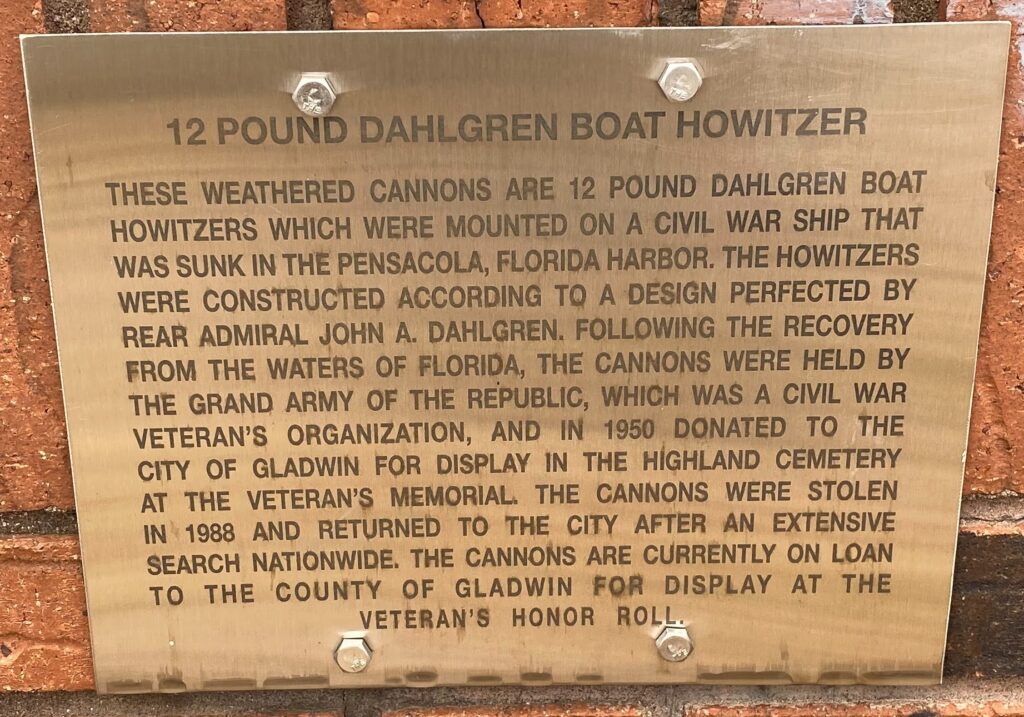 12 POUND DAHLGREN BOAT HOWITZER
THESE WEATHERED CANNONS ARE 12 POUND DAHLGREN BOAT
HOWITZERS WHICH WERE MOUNTED ON A CIVIL WAR SHIP THAT
WAS SUNK IN THE PENSACOLA, FLORIDA HARBOR. THE HOWITZERS
WERE CONSTRUCTED ACCORDING TO A DESIGN PERFECTED BY
REAR ADMIRAL JOHN A. DAHLGREN. FOLLOWING THE RECOVERY
FROM THE WATERS OF FLORIDA, THE CANNONS WERE HELD BY
THE GRAND ARMY OF THE REPUBLIC, WHICH WAS A CIVIL WAR
VETERAN'S ORGANIZATION, AND IN 1950 DONATED TO THE
CITY OF GLADWIN FOR DISPLAY IN THE HIGHLAND CEMETERY
AT THE VETERAN'S MEMORIAL. THE CANNONS WERE STOLEN
IN 1988 AND RETURNED TO THE CITY AFTER AN EXTENSIVE
SEARCH NATIONWIDE. THE CANNONS ARE CURRENTLY ON LOAN
TO THE COUNTY OF GLADWIN FOR DISPLAY AT THE
VETERAN'S HONOR ROLL.